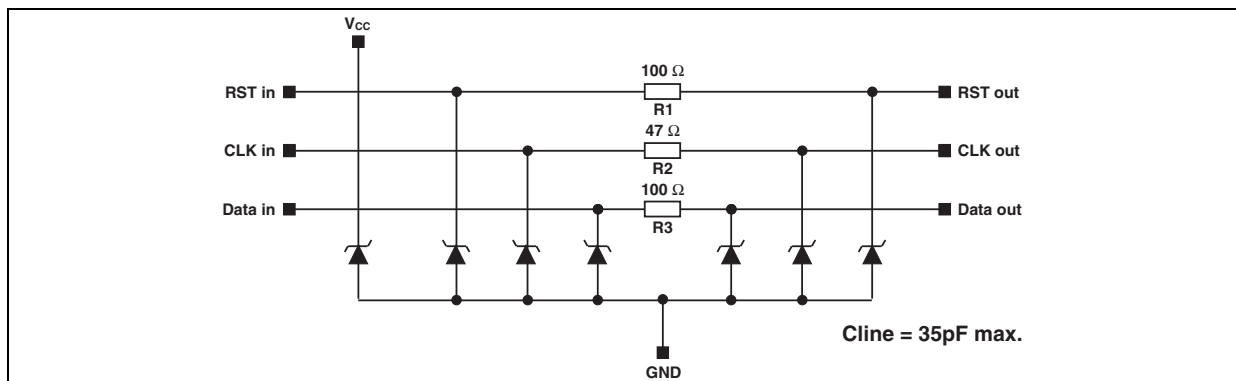 VCC
100 Ω
RST in
RST out
R1
47 Ω
CLK in
CLK out
R2
100 Ω
Data in
Data out
R3
Cline = 35pF max.
GND